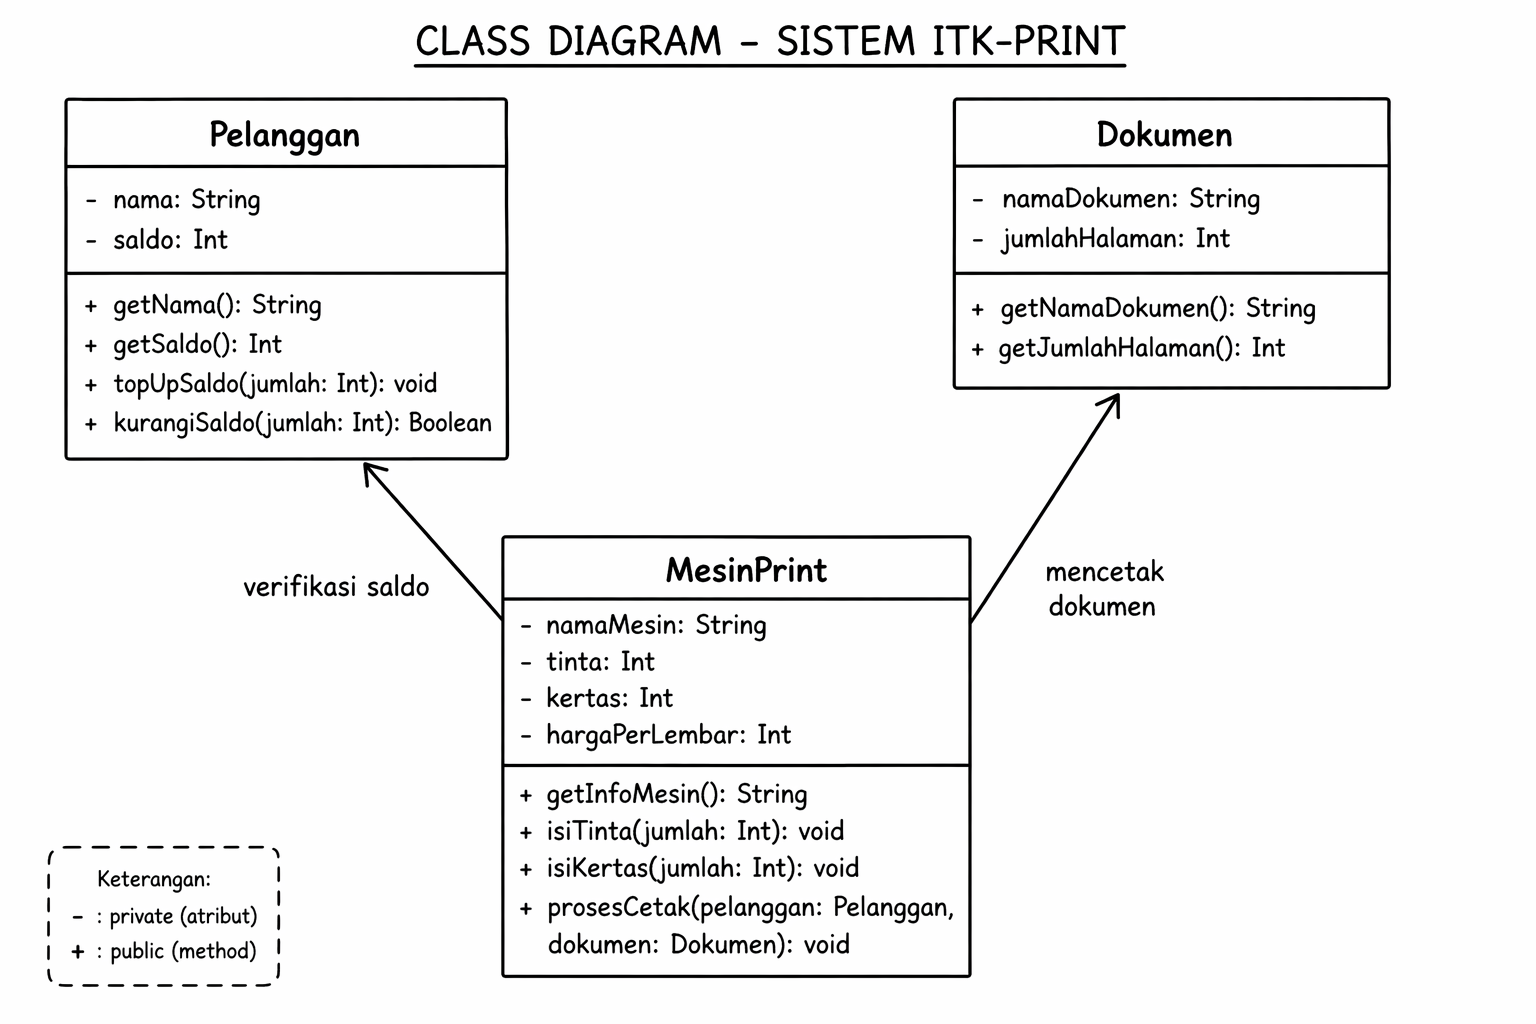 CLASS DIAGRAM - SISTEM ITK-PRINT
Pelanggan
- nama: String
- saldo: Int
+ getNama(): String
+ getSaldo(): Int
+ topUpSaldo(jumlah: Int): void
+ kurangiSaldo(jumlah: Int): Boolean
Dokumen
- namaDokumen: String
- jumlahHalaman: Int
+ getNamaDokumen(): String
+ getJumlahHalaman(): Int
verifikasi saldo
mencetak
dokumen
MesinPrint
- namaMesin: String
- tinta: Int
- kertas: Int
- hargaPerLembar: Int
+ getInfoMesin(): String
+ isiTinta(jumlah: Int): void
+ isiKertas(jumlah: Int): void
+ prosesCetak(pelanggan: Pelanggan,
dokumen: Dokumen): void
Keterangan:
- : private (atribut)
+ : public (method)